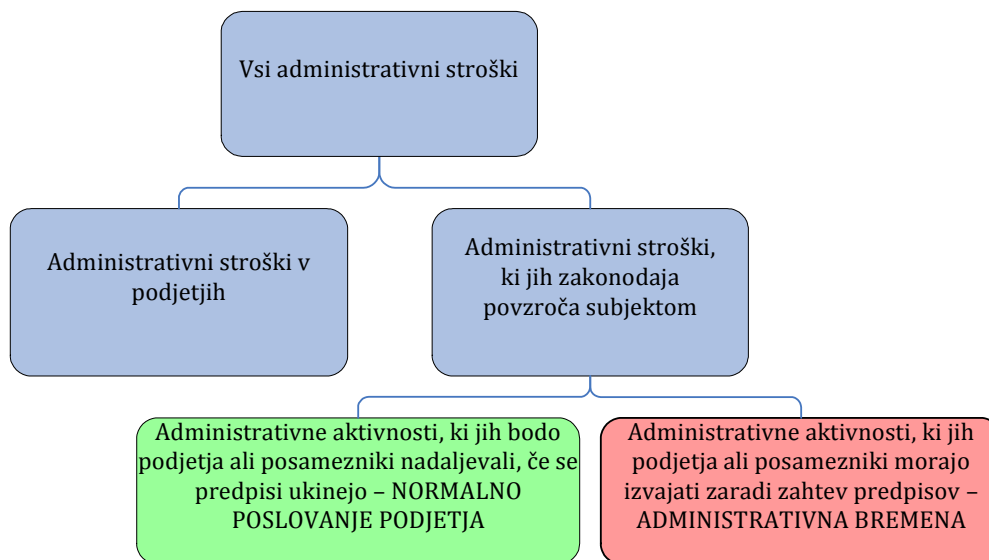 Vsi administrativni stroški
Administrativni stroški v
podjetjih
Administrativni stroški,
ki jih zakonodaja
povzroča subjektom
Administrativne aktivnosti, ki jih bodo
podjetja ali posamezniki nadaljevali, če se
predpisi ukinejo – NORMALNO
POSLOVANJE PODJETJA
Administrativne aktivnosti, ki jih
podjetja ali posamezniki morajo
izvajati zaradi zahtev predpisov –
ADMINISTRATIVNA BREMENA